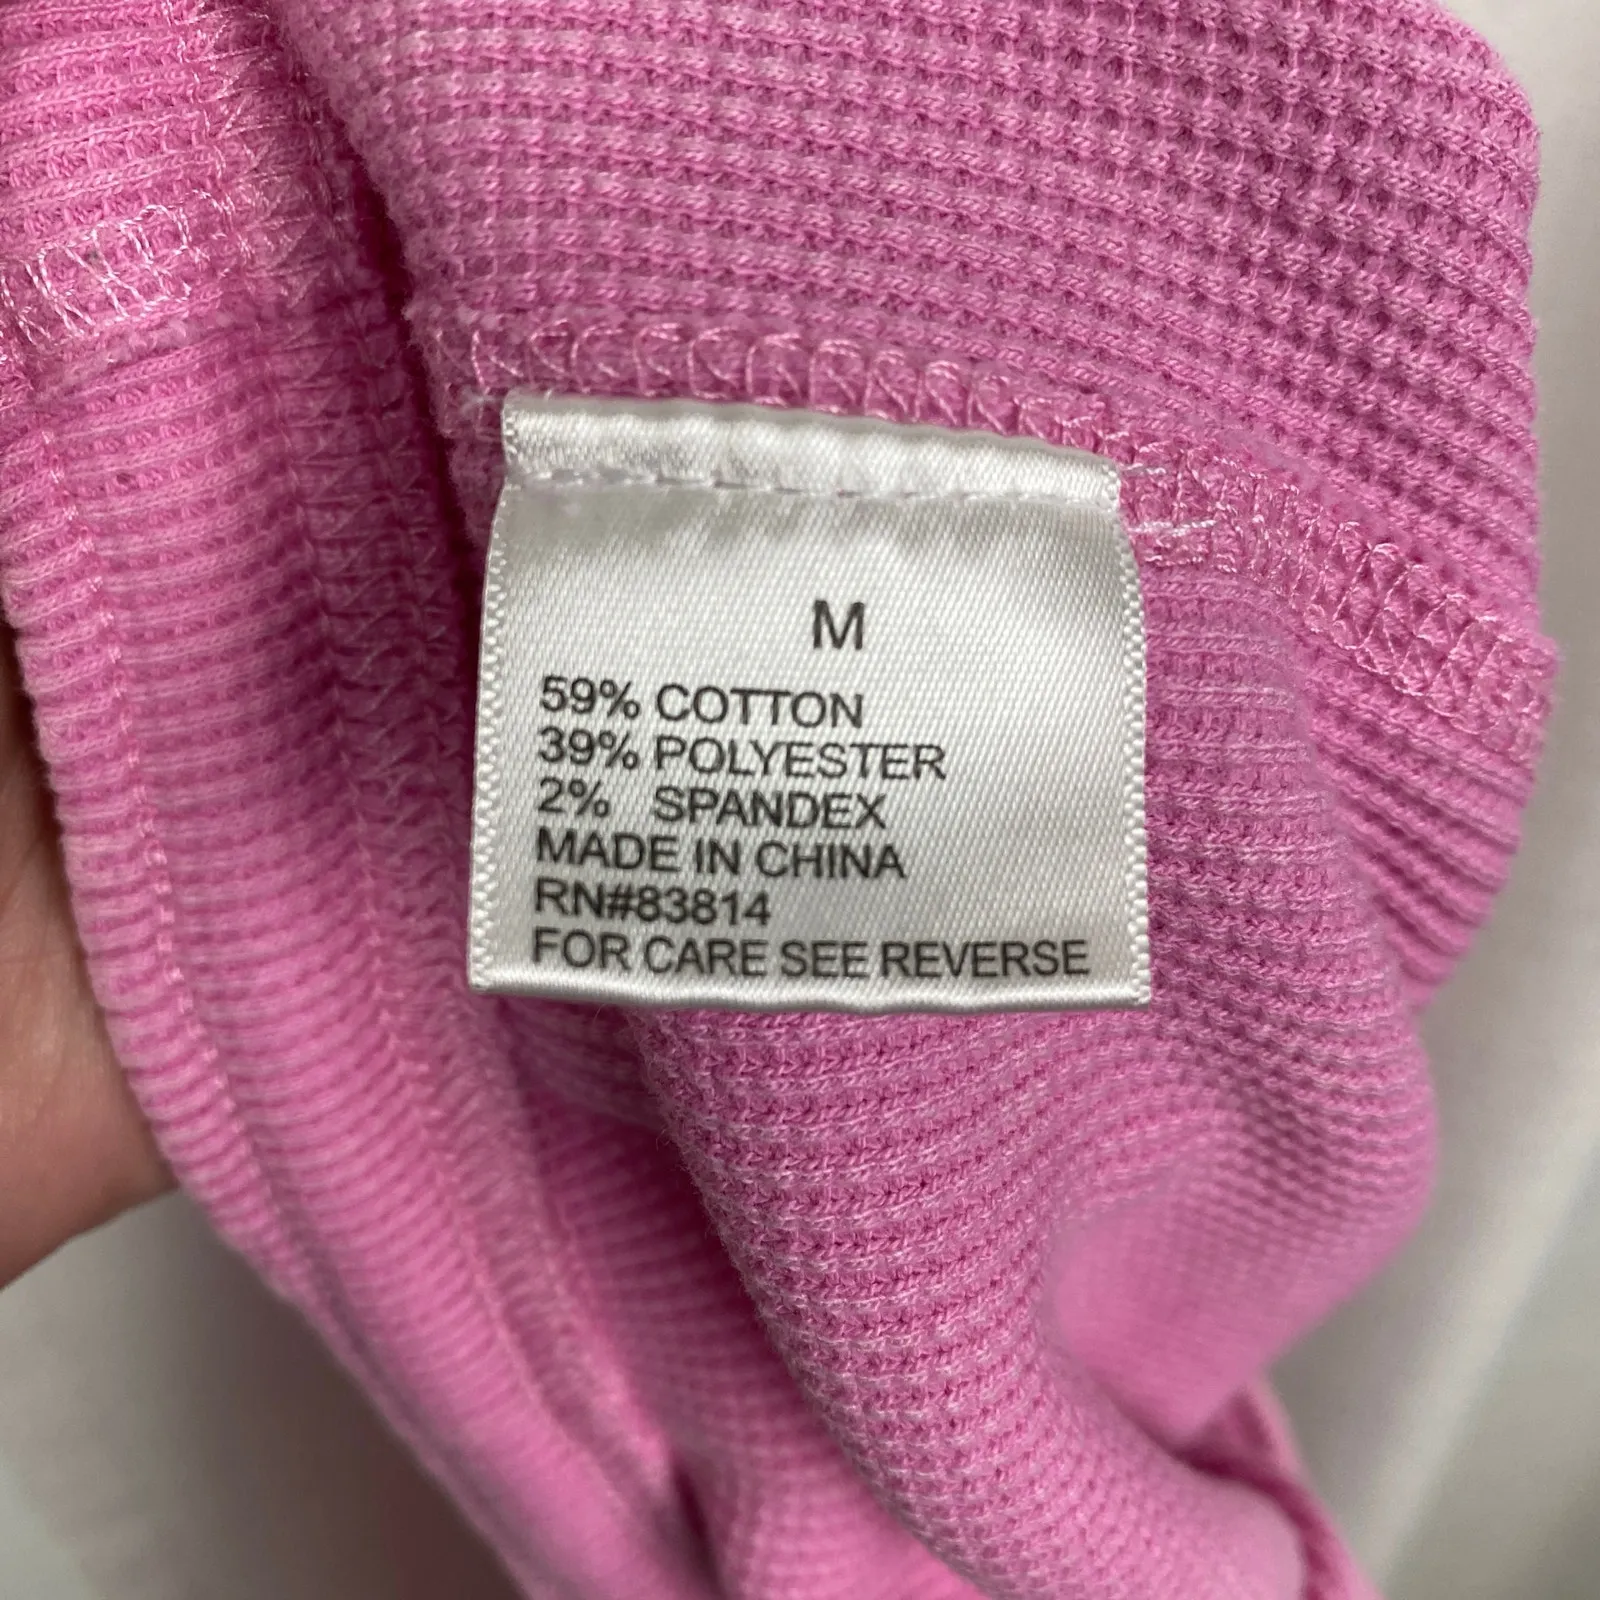 M
59% COTTON
39% POLYESTER
2% SPANDEX
MADE IN CHINA
RN#83814
FOR CARE SEE REVERSE